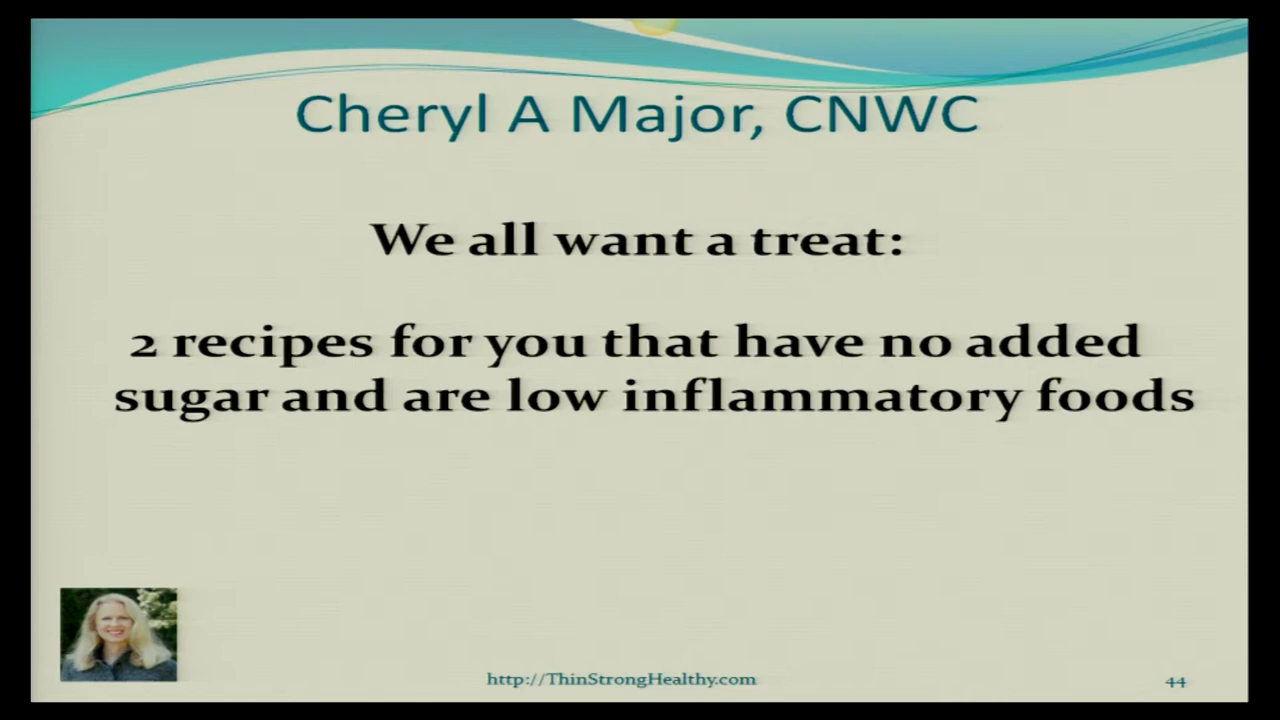 Cheryl A Major, CNWC
We all want a treat:
2 recipes for you that have no added
sugar and are low inflammatory foods
http://ThinStrongHealthy.com
44